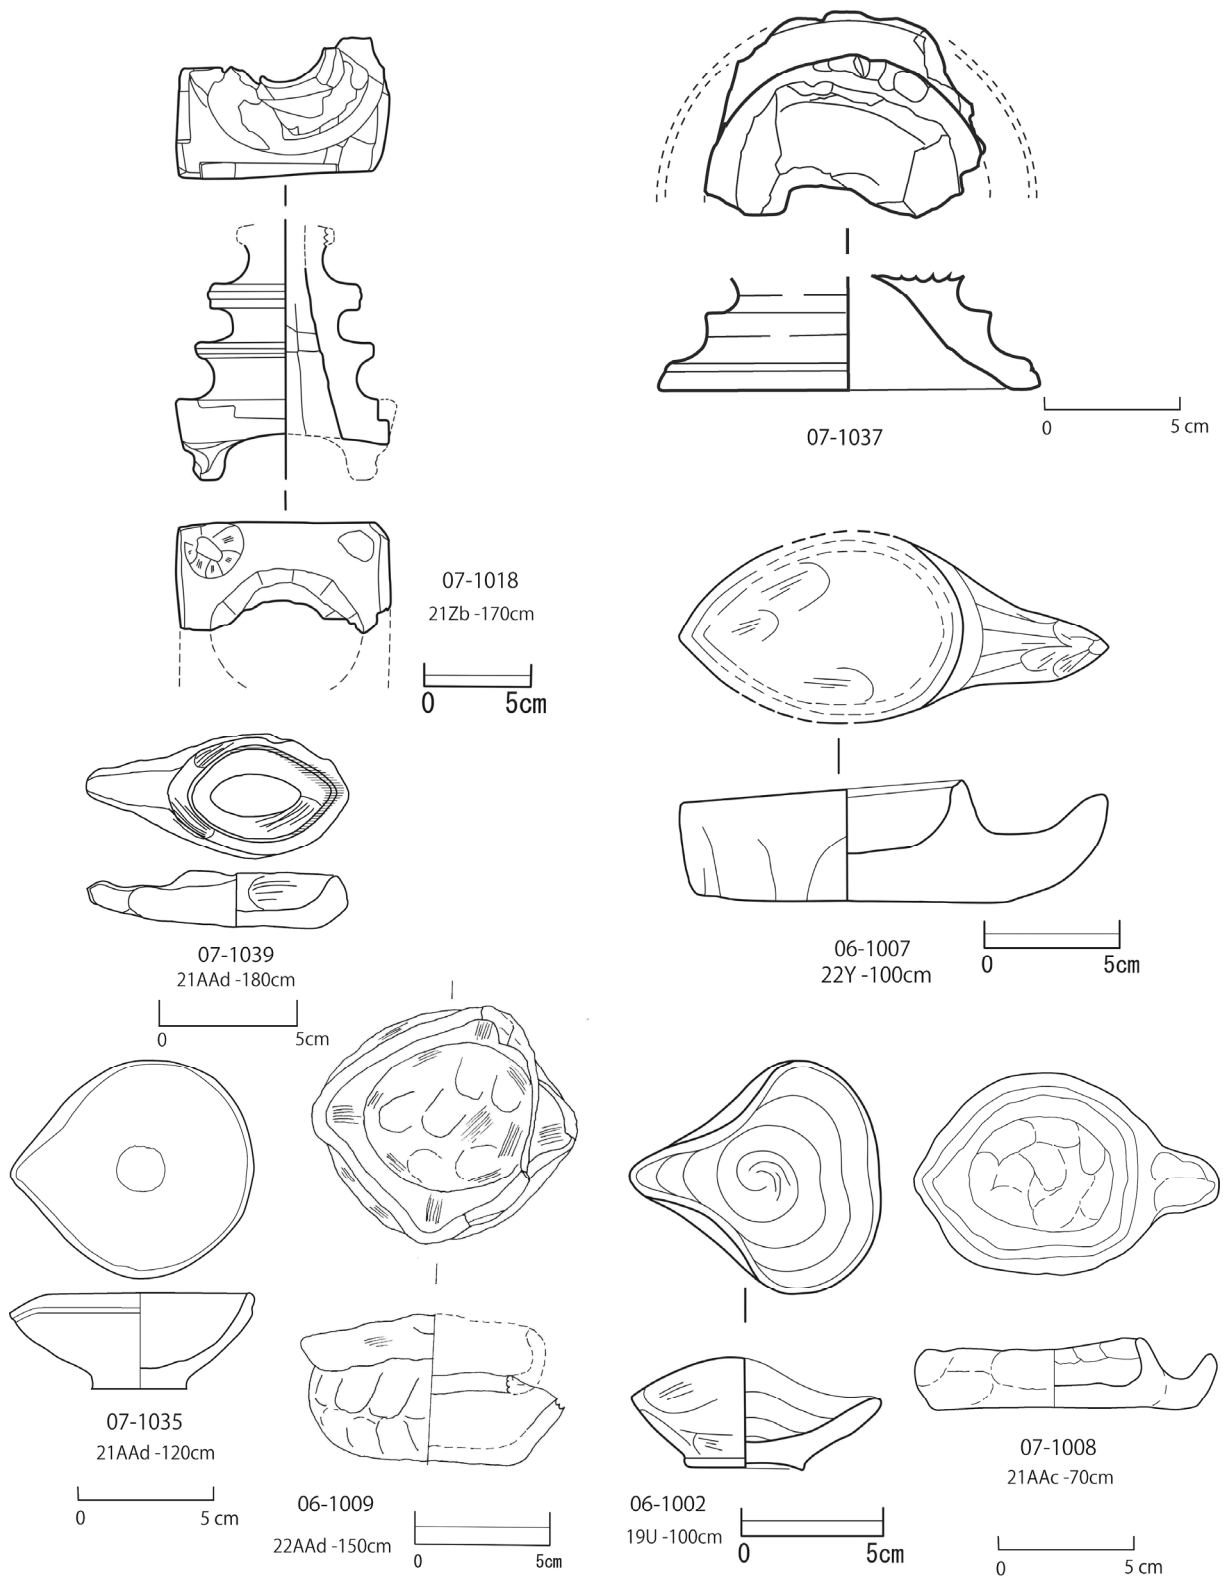 07-1037
0 5 cm
07-1018
21Zb -170cm
0 5cm
07-1039
21AAd -180cm
0 5cm
06-1007
22Y -100cm
0 5cm
07-1035
21AAd -120cm
0 5 cm
06-1009
22AAd -150cm
0 5cm
06-1002
19U -100cm
0 5cm
07-1008
21AAc -70cm
0 5 cm